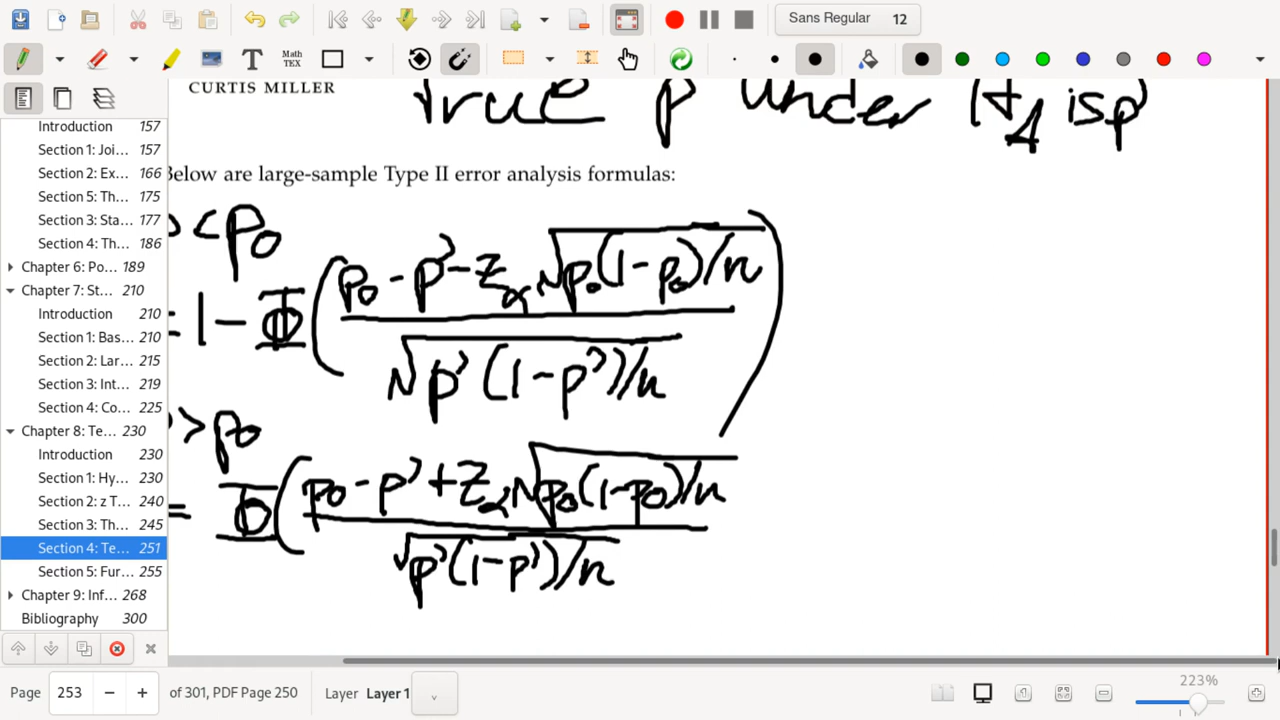 Sans Regular 12
T Math TEX
CURTIS MILLER
True p under H_A is p'
Below are large-sample Type II error analysis formulas:
< p₀
= 1 - Φ( (p₀ - p' - z_α √(p₀(1-p₀)/n)) / √(p'(1-p')/n) )
> p₀
= Φ( (p₀ - p' + z_α √(p₀(1-p₀)/n)) / √(p'(1-p'))/n
Introduction 157
Section 1: Joi... 157
Section 2: Ex... 166
Section 5: Th... 175
Section 3: Sta... 177
Section 4: Th... 186
Chapter 6: Po... 189
Chapter 7: St... 210
Introduction 210
Section 1: Bas... 210
Section 2: Lar... 215
Section 3: Int... 219
Section 4: Co... 225
Chapter 8: Te... 230
Introduction 230
Section 1: Hy... 230
Section 2: z T... 240
Section 3: Th... 245
Section 4: Te... 251
Section 5: Fur... 255
Chapter 9: Inf... 268
Bibliography 300
Page 253 − + of 301, PDF Page 250 Layer Layer 1 223%